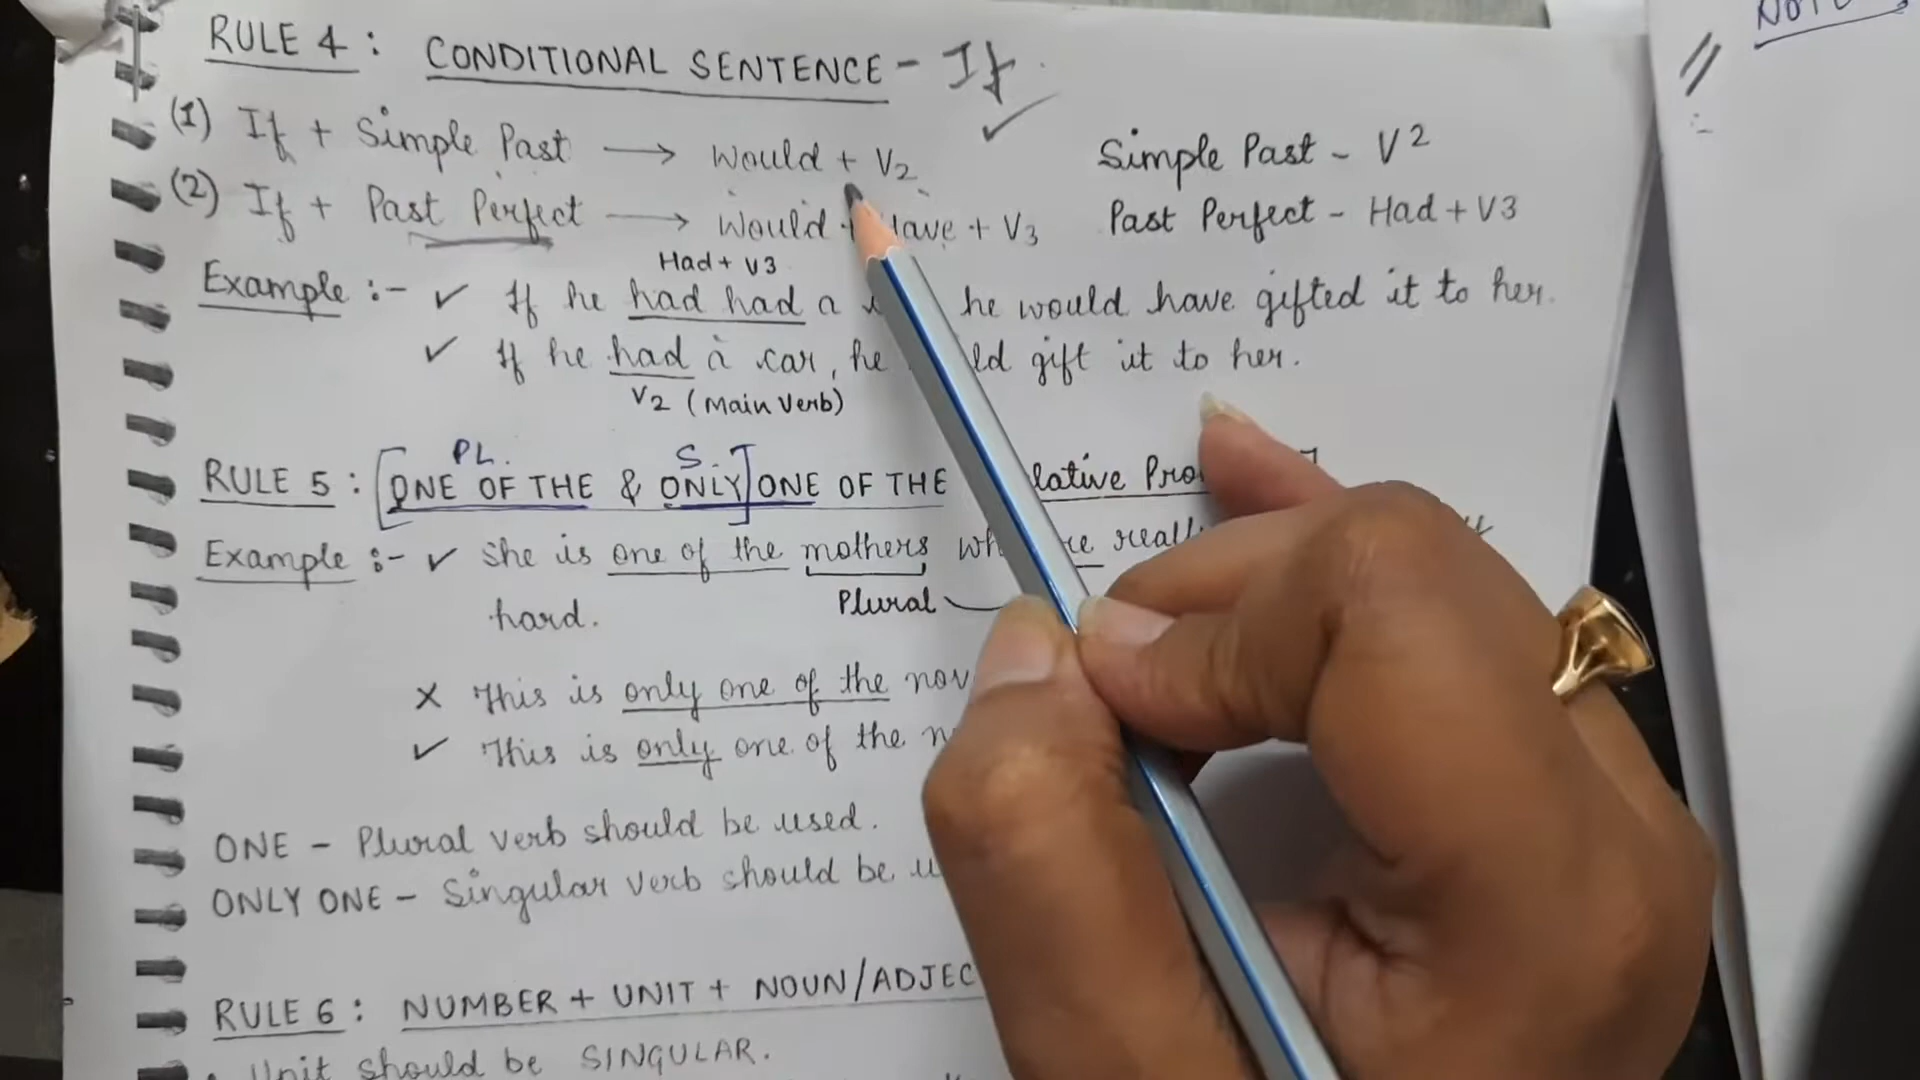 NOTE
RULE 4 : CONDITIONAL SENTENCE - If
(1) If + Simple Past → Would + V2
Simple Past - V2
(2) If + Past Perfect → Would + Have + V3
Past Perfect - Had + V3
Had + V3
Example :- ✓ If he had had a he would have gifted it to her.
✓ If he had a car, he gift it to her.
V2 (Main Verb)
PL. S.
RULE 5 : [ONE OF THE & ONLY] ONE OF THE
Example :- ✓ She is one of the mothers
Plural
hard.
X This is only one of the
✓ This is only one of the
ONE - Plural verb should be used.
ONLY ONE - Singular verb should be
RULE 6 : NUMBER + UNIT + NOUN/
• Unit should be SINGULAR.